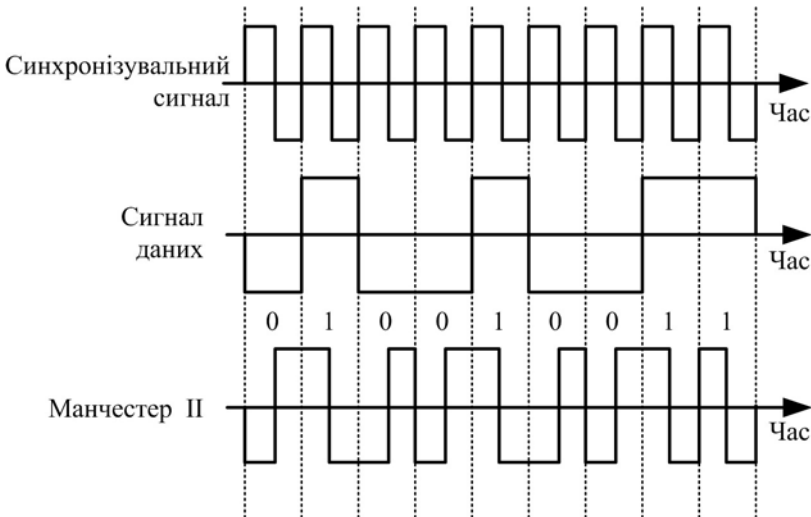 Синхронізувальний
сигнал
Час
Сигнал
даних
Час
0 1 0 0 1 0 0 1 1
Манчестер II
Час